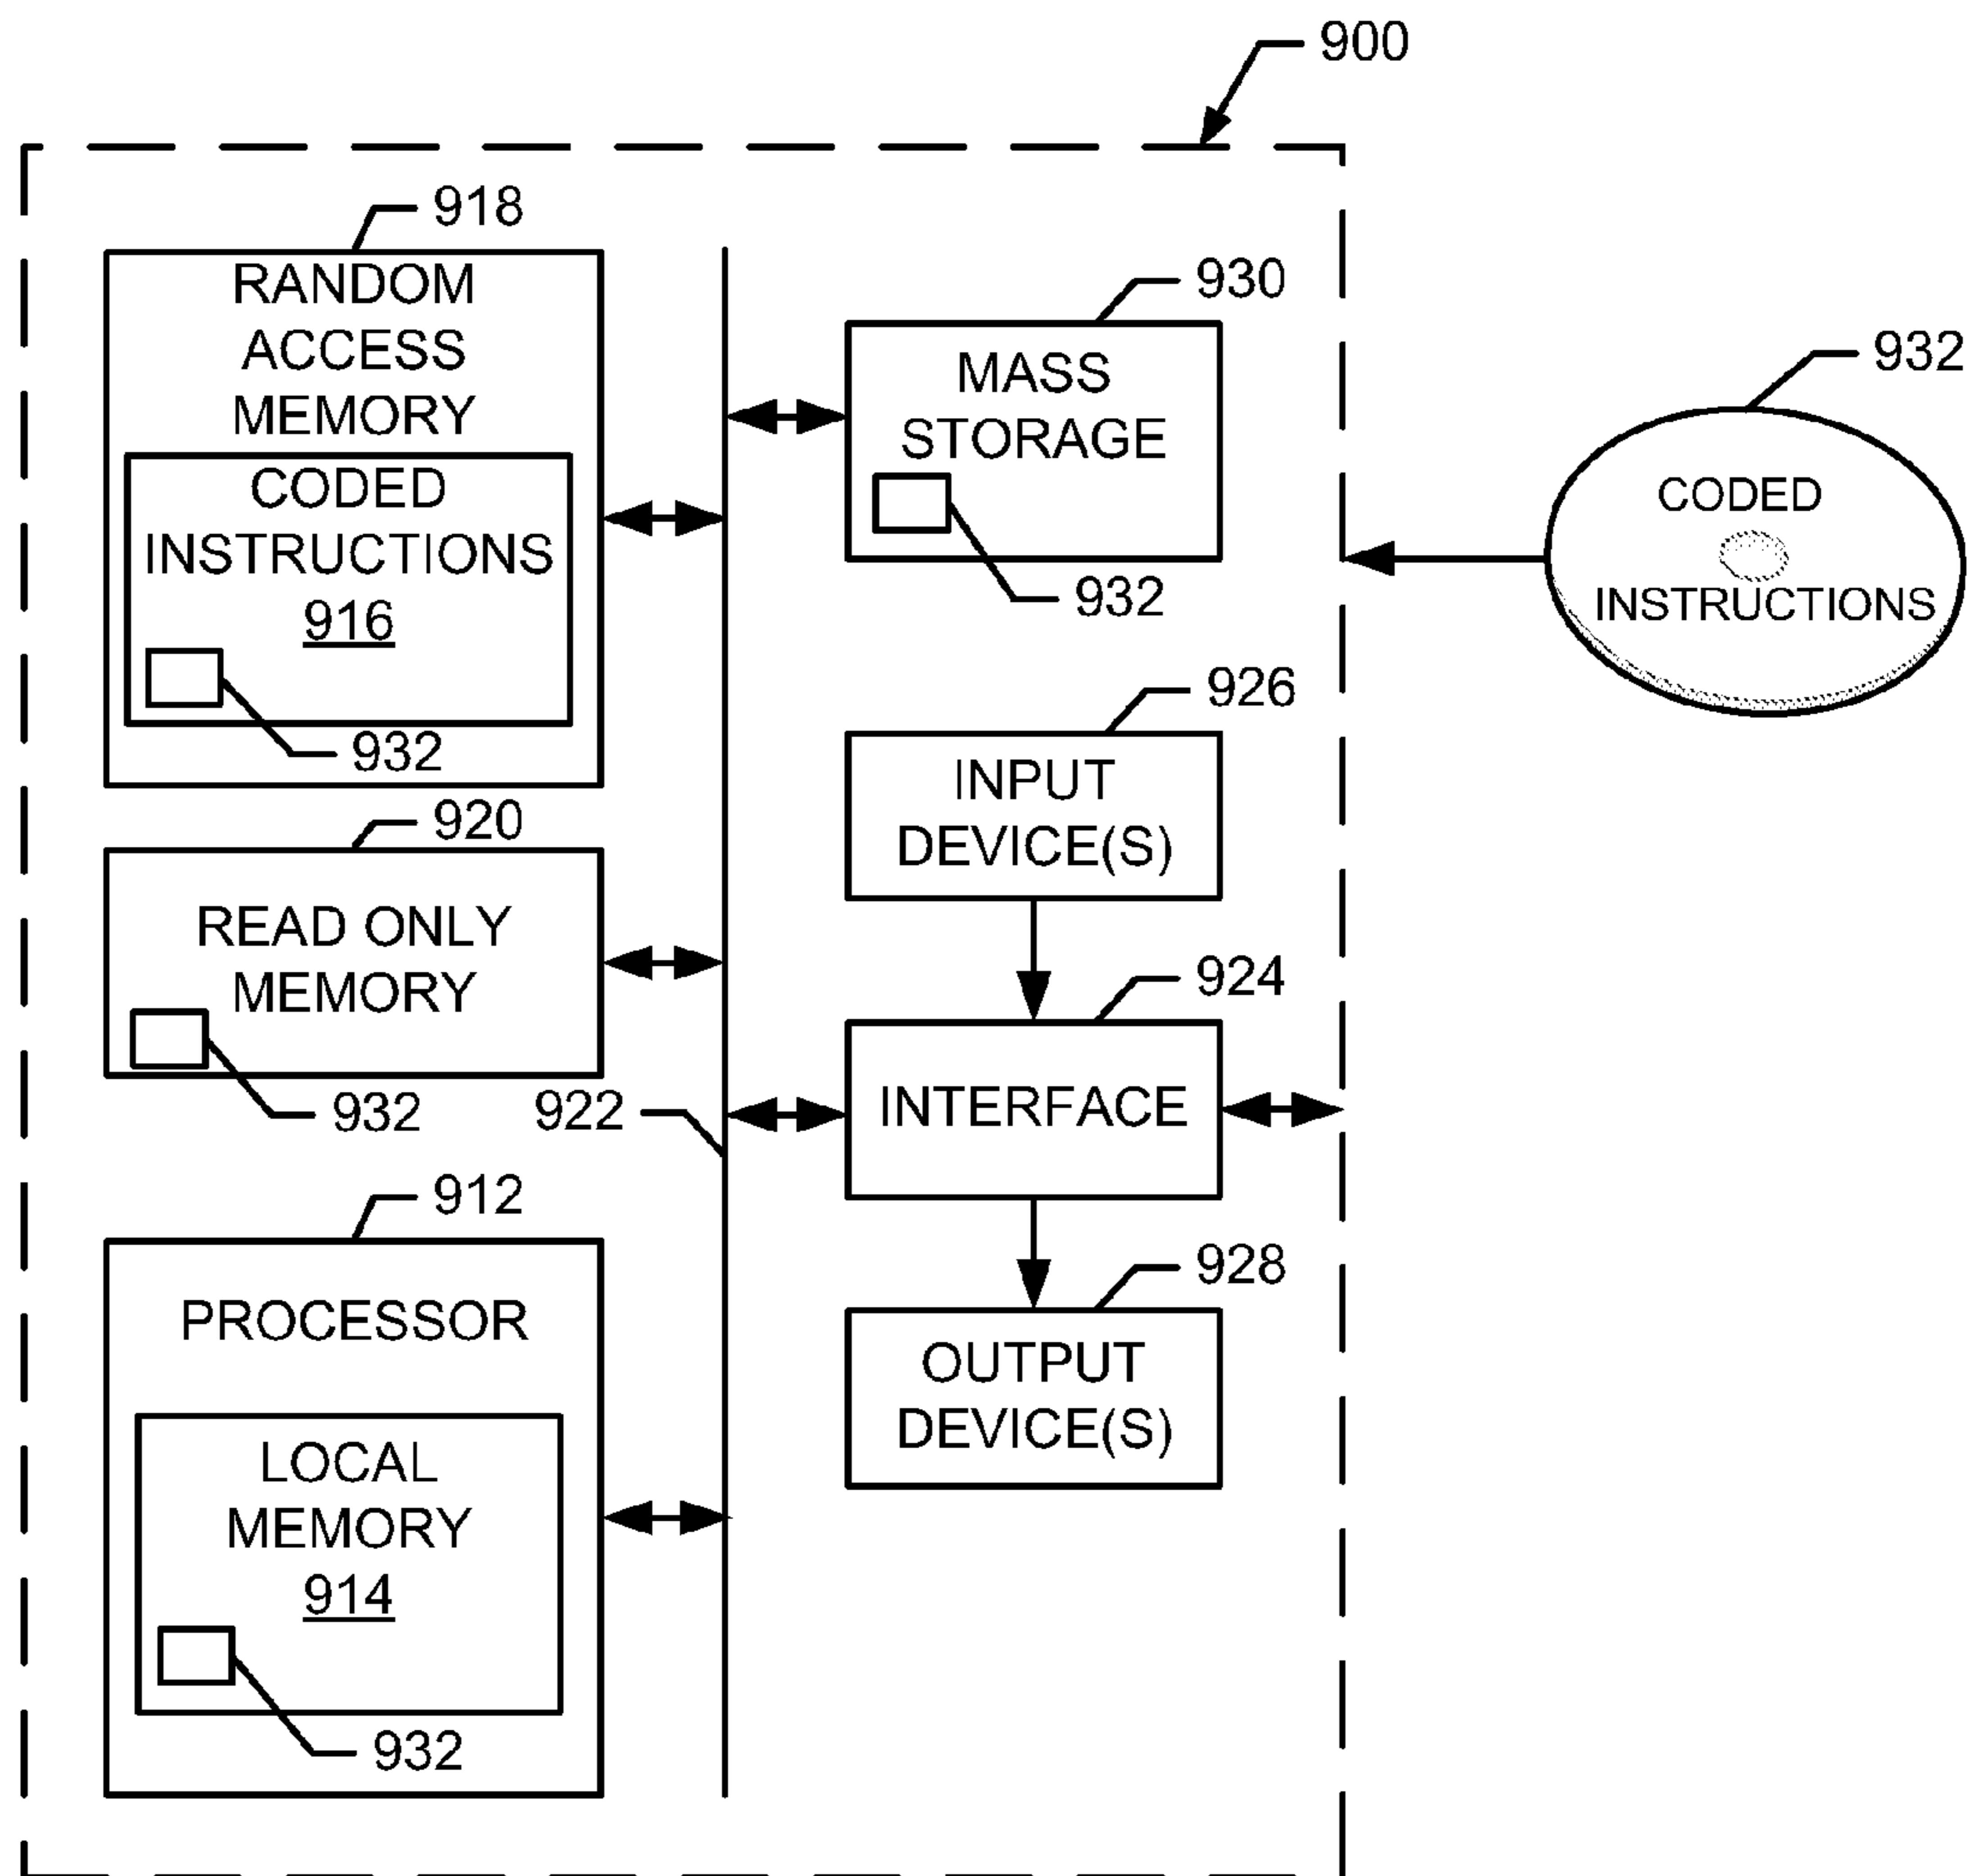 900
918
RANDOM
ACCESS
MEMORY
CODED
INSTRUCTIONS
916
932
930
MASS
STORAGE
932
932
CODED
INSTRUCTIONS
926
INPUT
DEVICE(S)
920
READ ONLY
MEMORY
932
922
924
INTERFACE
912
PROCESSOR
LOCAL
MEMORY
914
932
928
OUTPUT
DEVICE(S)